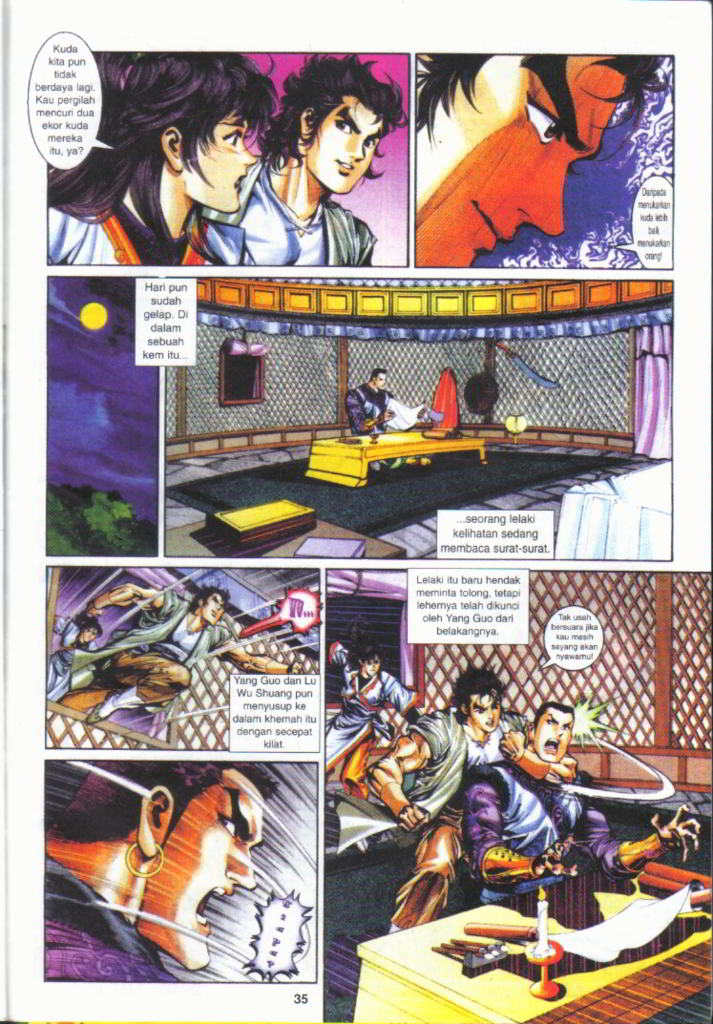 Kuda
kita pun
tidak
berdaya lagi.
Kau pergilah
mencuri dua
ekor kuda
mereka
itu, ya?
Daripada
menukarkan
kuda lebih
baik
menukarkan
orang!
Hari pun
sudah
gelap. Di
dalam
sebuah
kem itu...
...seorang lelaki
kelihatan sedang
membaca surat-surat.
Yang Guo dan Lu
Wu Shuang pun
menyusup ke
dalam khemah itu
dengan secepat
kilat.
Lelaki itu baru hendak
meminta tolong, tetapi
lehernya telah dikunci
oleh Yang Guo dari
belakangnya.
Tak usah
bersuara jika
kau masih
sayang akan
nyawamu!
35